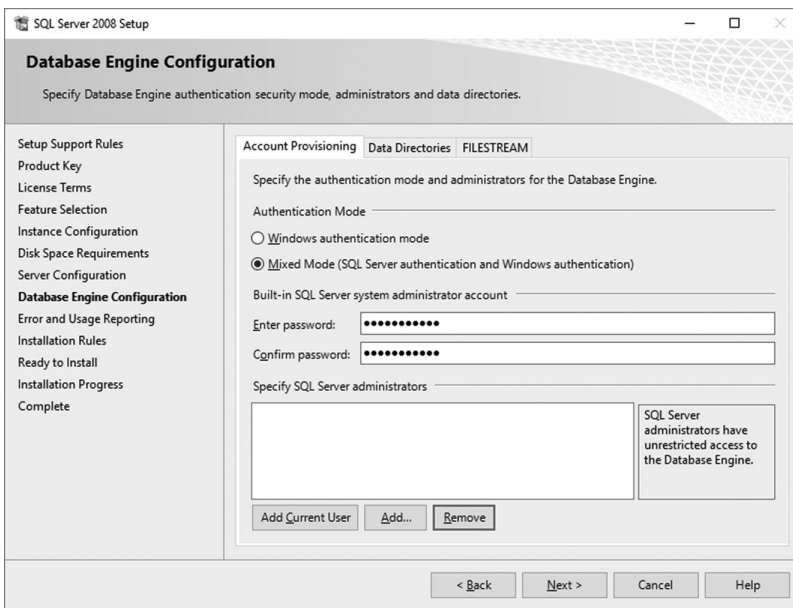 SQL Server 2008 Setup
Database Engine Configuration
Specify Database Engine authentication security mode, administrators and data directories.
Setup Support Rules
Product Key
License Terms
Feature Selection
Instance Configuration
Disk Space Requirements
Server Configuration
Database Engine Configuration
Error and Usage Reporting
Installation Rules
Ready to Install
Installation Progress
Complete
Account Provisioning Data Directories FILESTREAM
Specify the authentication mode and administrators for the Database Engine.
Authentication Mode
Windows authentication mode
Mixed Mode (SQL Server authentication and Windows authentication)
Built-in SQL Server system administrator account
Enter password: ●●●●●●●●●●●
Confirm password: ●●●●●●●●●●●
Specify SQL Server administrators
SQL Server
administrators have
unrestricted access to
the Database Engine.
Add Current User Add... Remove
< Back Next > Cancel Help